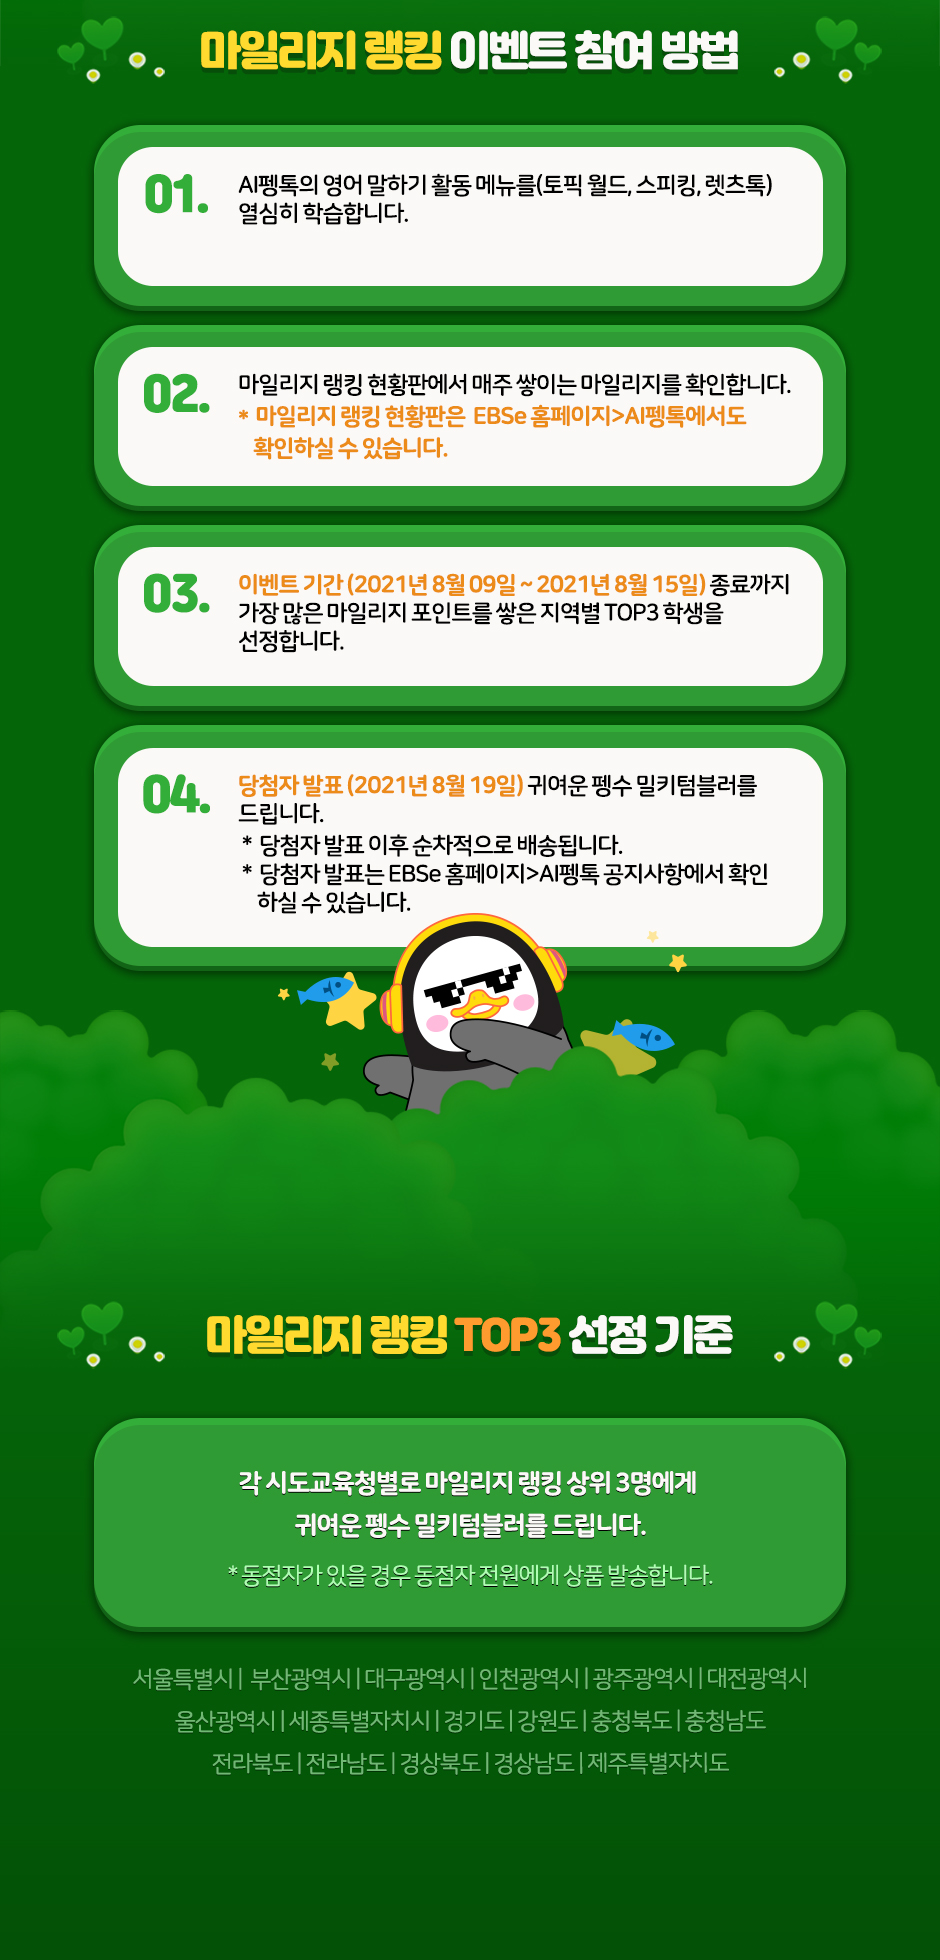 마일리지 랭킹 이벤트 참여 방법
01.
AI펭톡의 영어 말하기 활동 메뉴를(토픽 월드, 스피킹, 렛츠톡)
열심히 학습합니다.
02.
마일리지 랭킹 현황판에서 매주 쌓이는 마일리지를 확인합니다.
* 마일리지 랭킹 현황판은 EBSe 홈페이지>AI펭톡에서도
확인하실 수 있습니다.
03.
이벤트 기간 (2021년 8월 09일 ~ 2021년 8월 15일) 종료까지
가장 많은 마일리지 포인트를 쌓은 지역별 TOP3 학생을
선정합니다.
04.
당첨자 발표 (2021년 8월 19일) 귀여운 펭수 밀키텀블러를
드립니다.
* 당첨자 발표 이후 순차적으로 배송됩니다.
* 당첨자 발표는 EBSe 홈페이지>AI펭톡 공지사항에서 확인
하실 수 있습니다.
마일리지 랭킹 TOP3 선정 기준
각 시도교육청별로 마일리지 랭킹 상위 3명에게
귀여운 펭수 밀키텀블러를 드립니다.
* 동점자가 있을 경우 동점자 전원에게 상품 발송합니다.
서울특별시 | 부산광역시 | 대구광역시 | 인천광역시 | 광주광역시 | 대전광역시
울산광역시 | 세종특별자치시 | 경기도 | 강원도 | 충청북도 | 충청남도
전라북도 | 전라남도 | 경상북도 | 경상남도 | 제주특별자치도